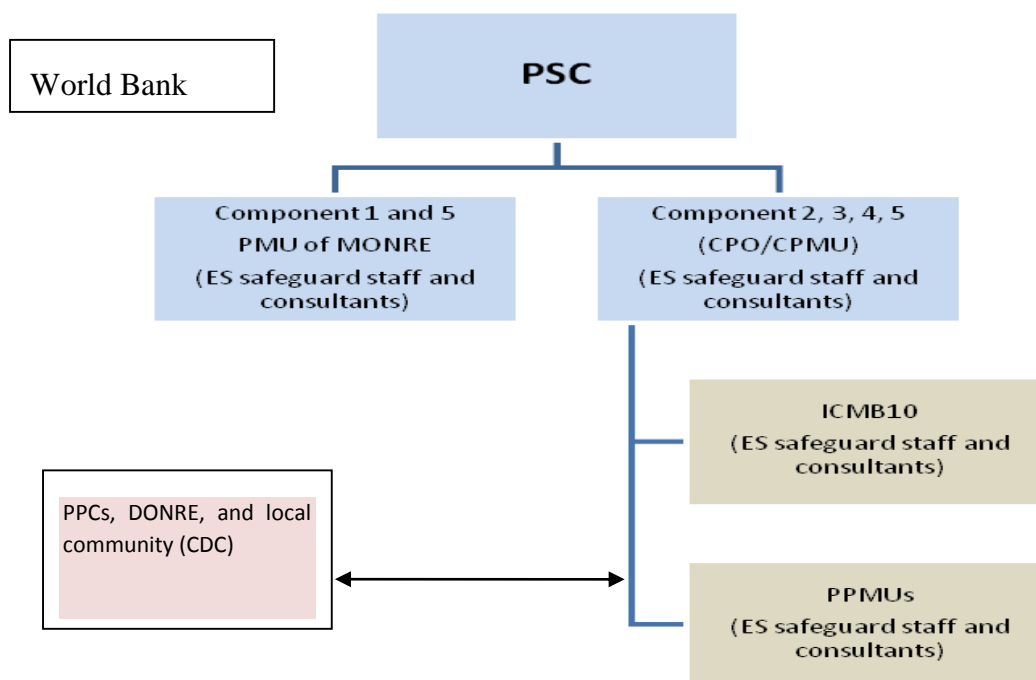 World Bank
PSC
Component 1 and 5
PMU of MONRE
(ES safeguard staff and
consultants)
Component 2, 3, 4, 5
(CPO/CPMU)
(ES safeguard staff and
consultants)
ICMB10
(ES safeguard staff and
consultants)
PPCs, DONRE, and local
community (CDC)
PPMUs
(ES safeguard staff and
consultants)